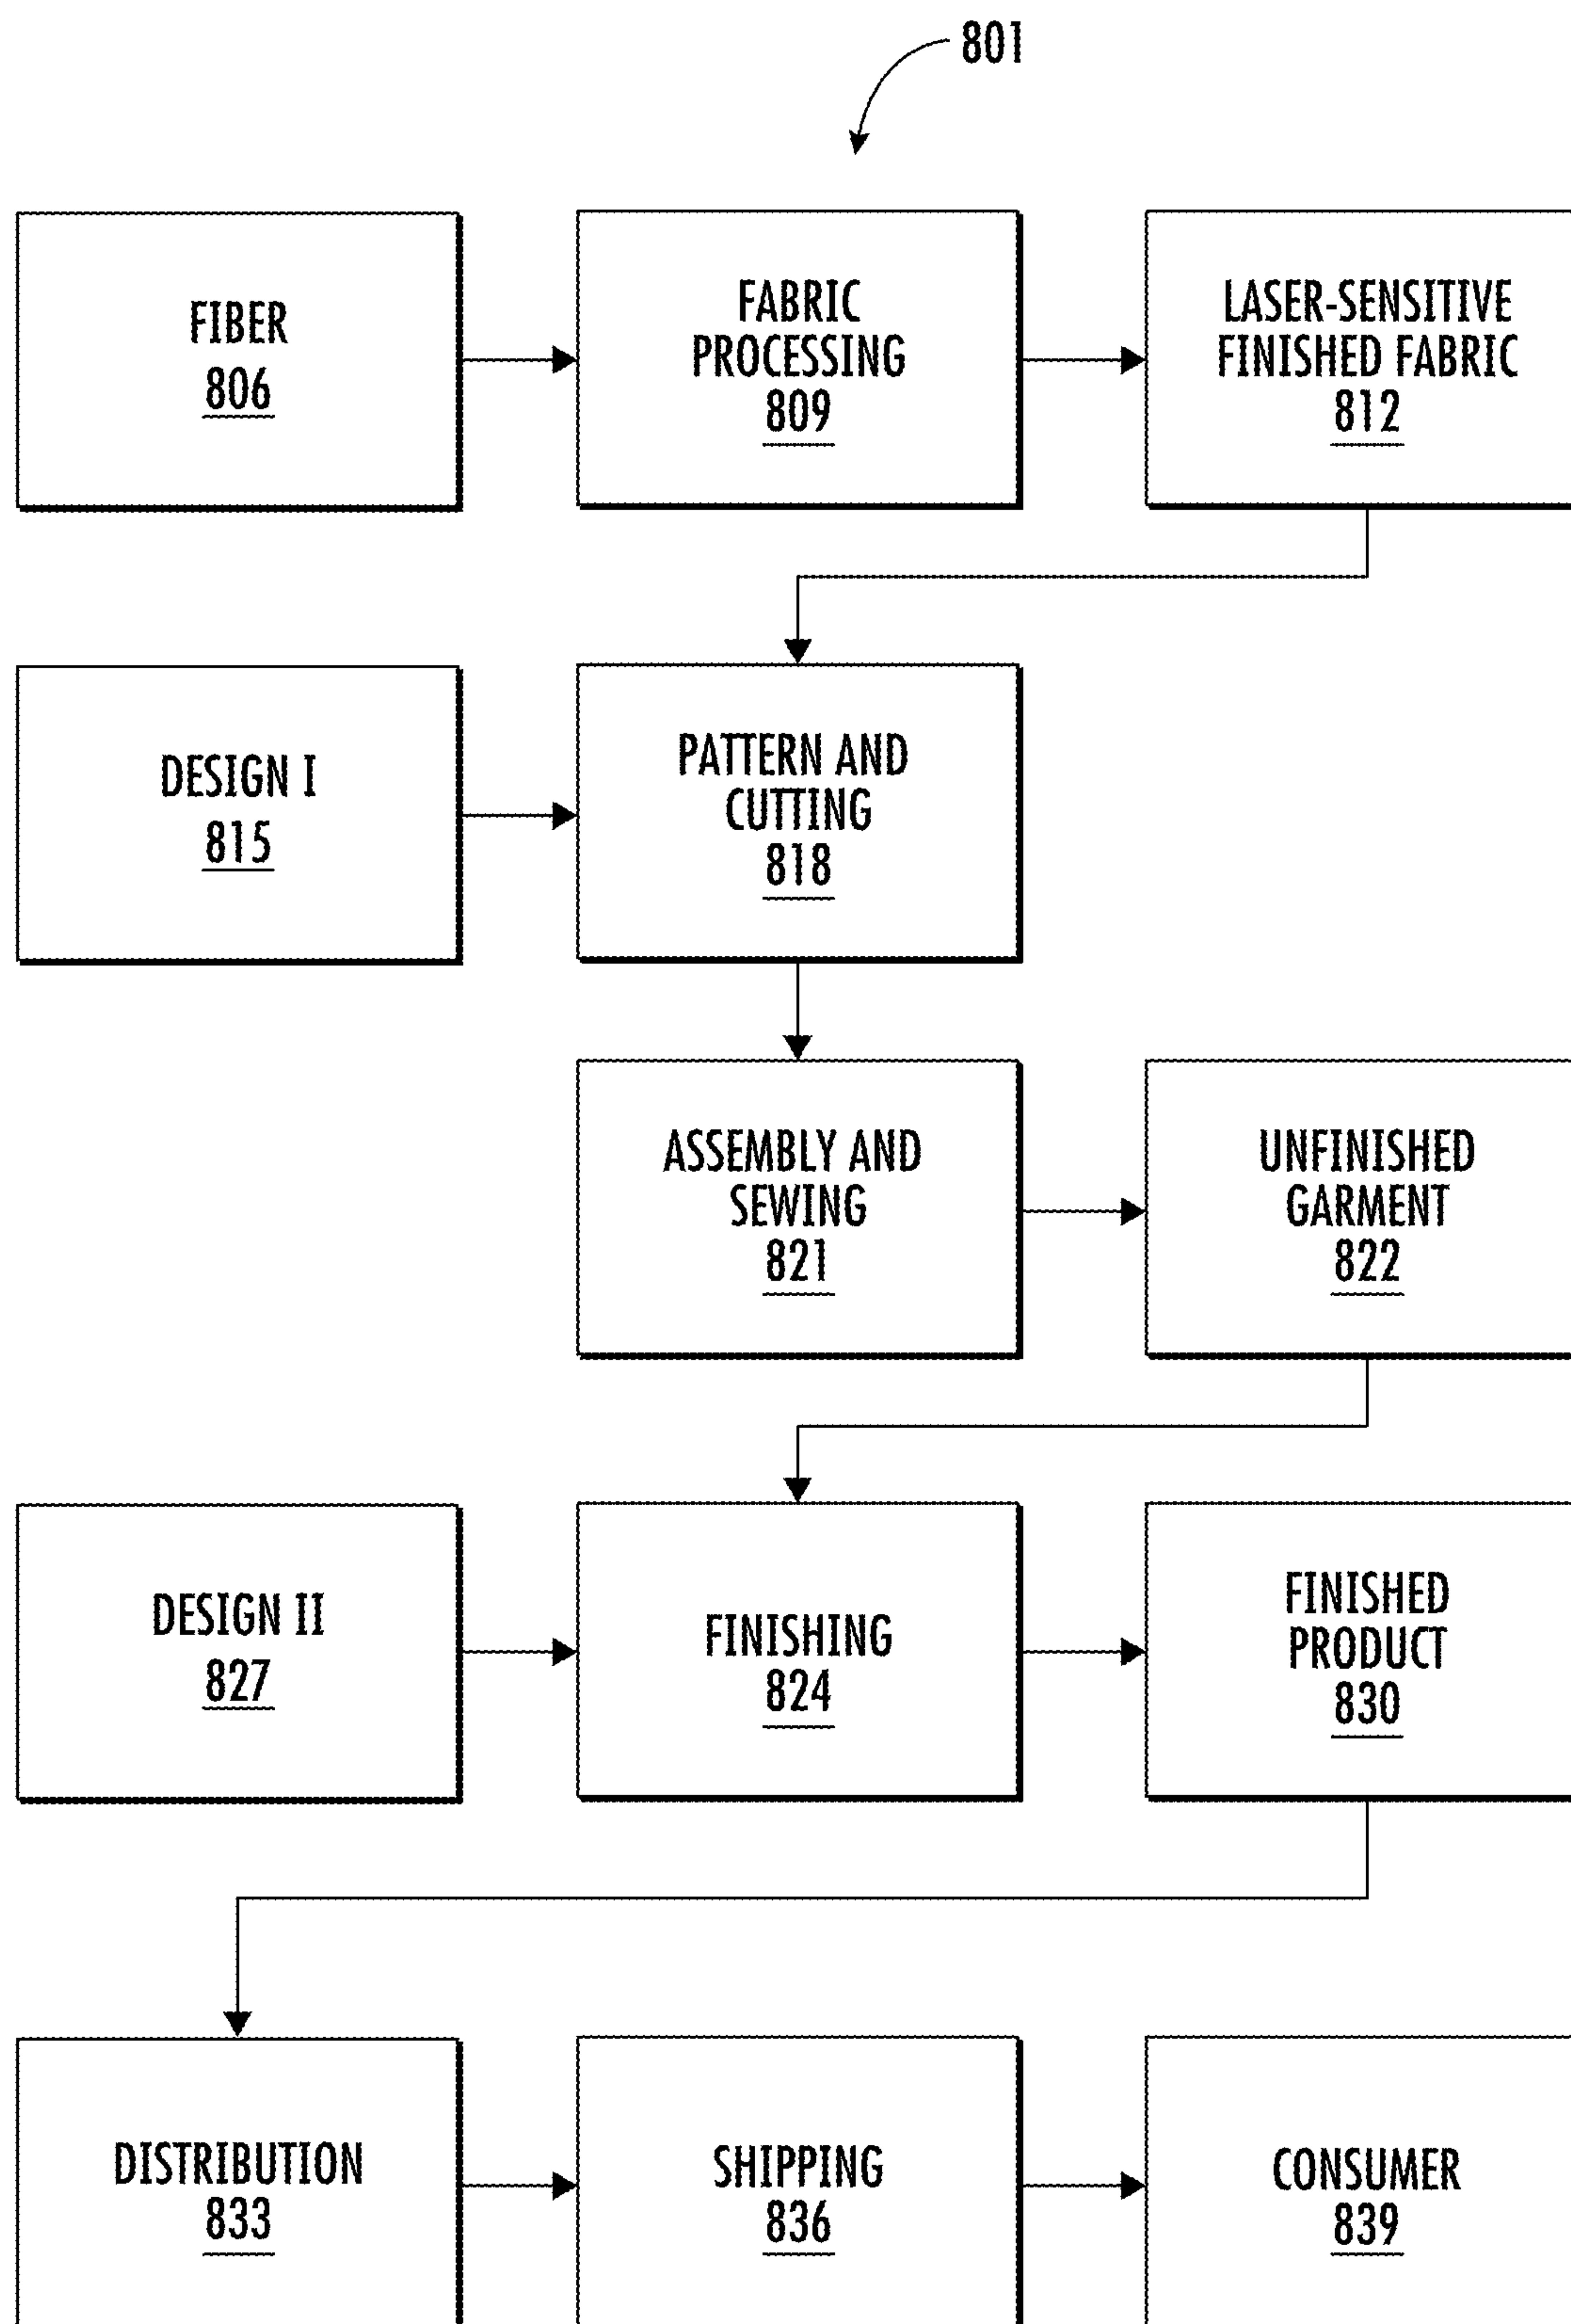 801
FIBER
806
FABRIC
PROCESSING
809
LASER-SENSITIVE
FINISHED FABRIC
812
DESIGN I
815
PATTERN AND
CUTTING
818
ASSEMBLY AND
SEWING
821
UNFINISHED
GARMENT
822
DESIGN II
827
FINISHING
824
FINISHED
PRODUCT
830
DISTRIBUTION
833
SHIPPING
836
CONSUMER
839